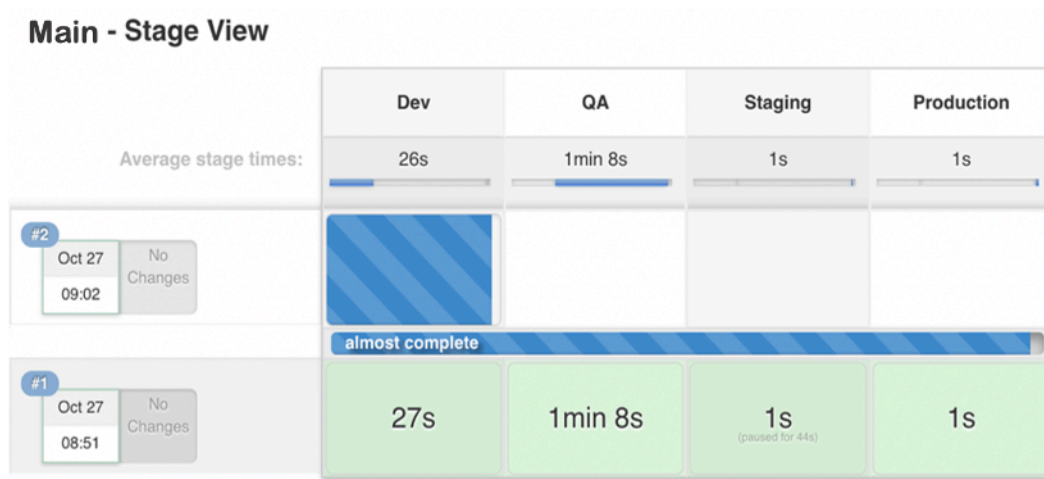 Main - Stage View
Dev QA Staging Production
Average stage times: 26s 1min 8s 1s 1s
#2
Oct 27 No
Changes
09:02
almost complete
#1
Oct 27 No
Changes
08:51
27s 1min 8s 1s 1s
(paused for 44s)